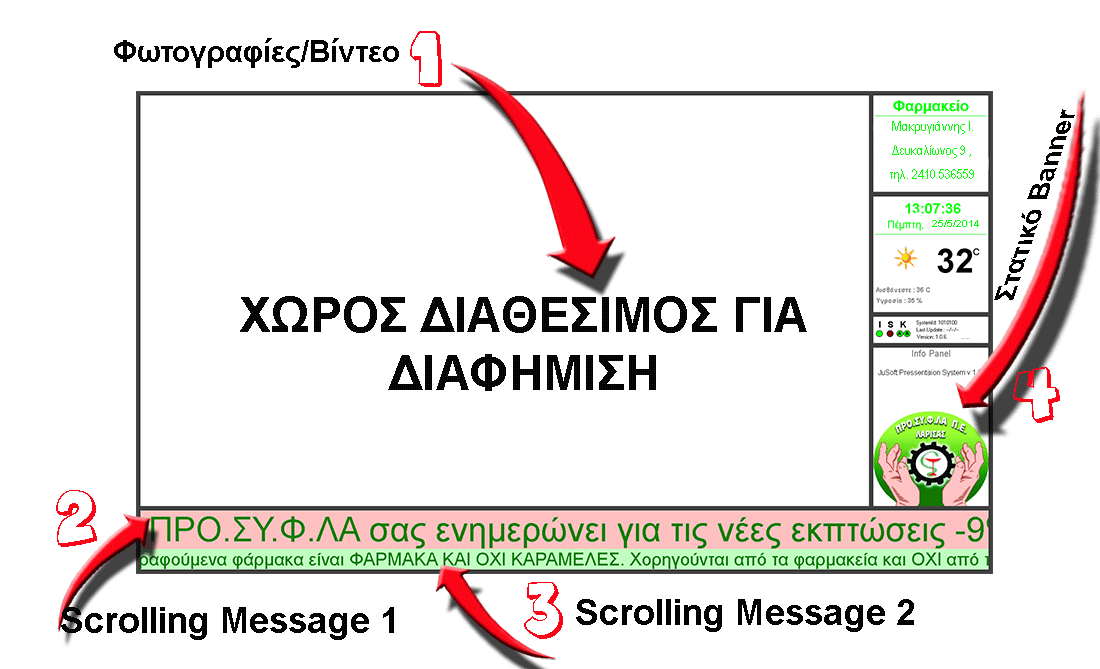 Φωτογραφίες/Βίντεο 1
ΧΩΡΟΣ ΔΙΑΘΕΣΙΜΟΣ ΓΙΑ
ΔΙΑΦΗΜΙΣΗ
Φαρμακείο
Μακρυγιάννης Ι.
Δευκαλίωνος 9 ,
τηλ. 2410 536559
13:07:36
Πέμπτη, 25/5/2014
32 C
Αισθάνεστε : 36 C
Υγρασία : 35 %
I S K
SystemId: 1010100
Last Update : --/--/--
Version: 1.0.6
Info Panel
JuSoft Pressentaion System v 1.
ΠΡΟ.ΣΥ.Φ.ΛΑ Π.Ε.
ΛΑΡΙΣΑΣ
Στατικό Banner
4
2
ΠΡΟ.ΣΥ.Φ.ΛΑ σας ενημερώνει για τις νέες εκπτώσεις -9
ραφούμενα φάρμακα είναι ΦΑΡΜΑΚΑ ΚΑΙ ΟΧΙ ΚΑΡΑΜΕΛΕΣ. Χορηγούνται από τα φαρμακεία και ΟΧΙ από τ
Scrolling Message 1
3 Scrolling Message 2